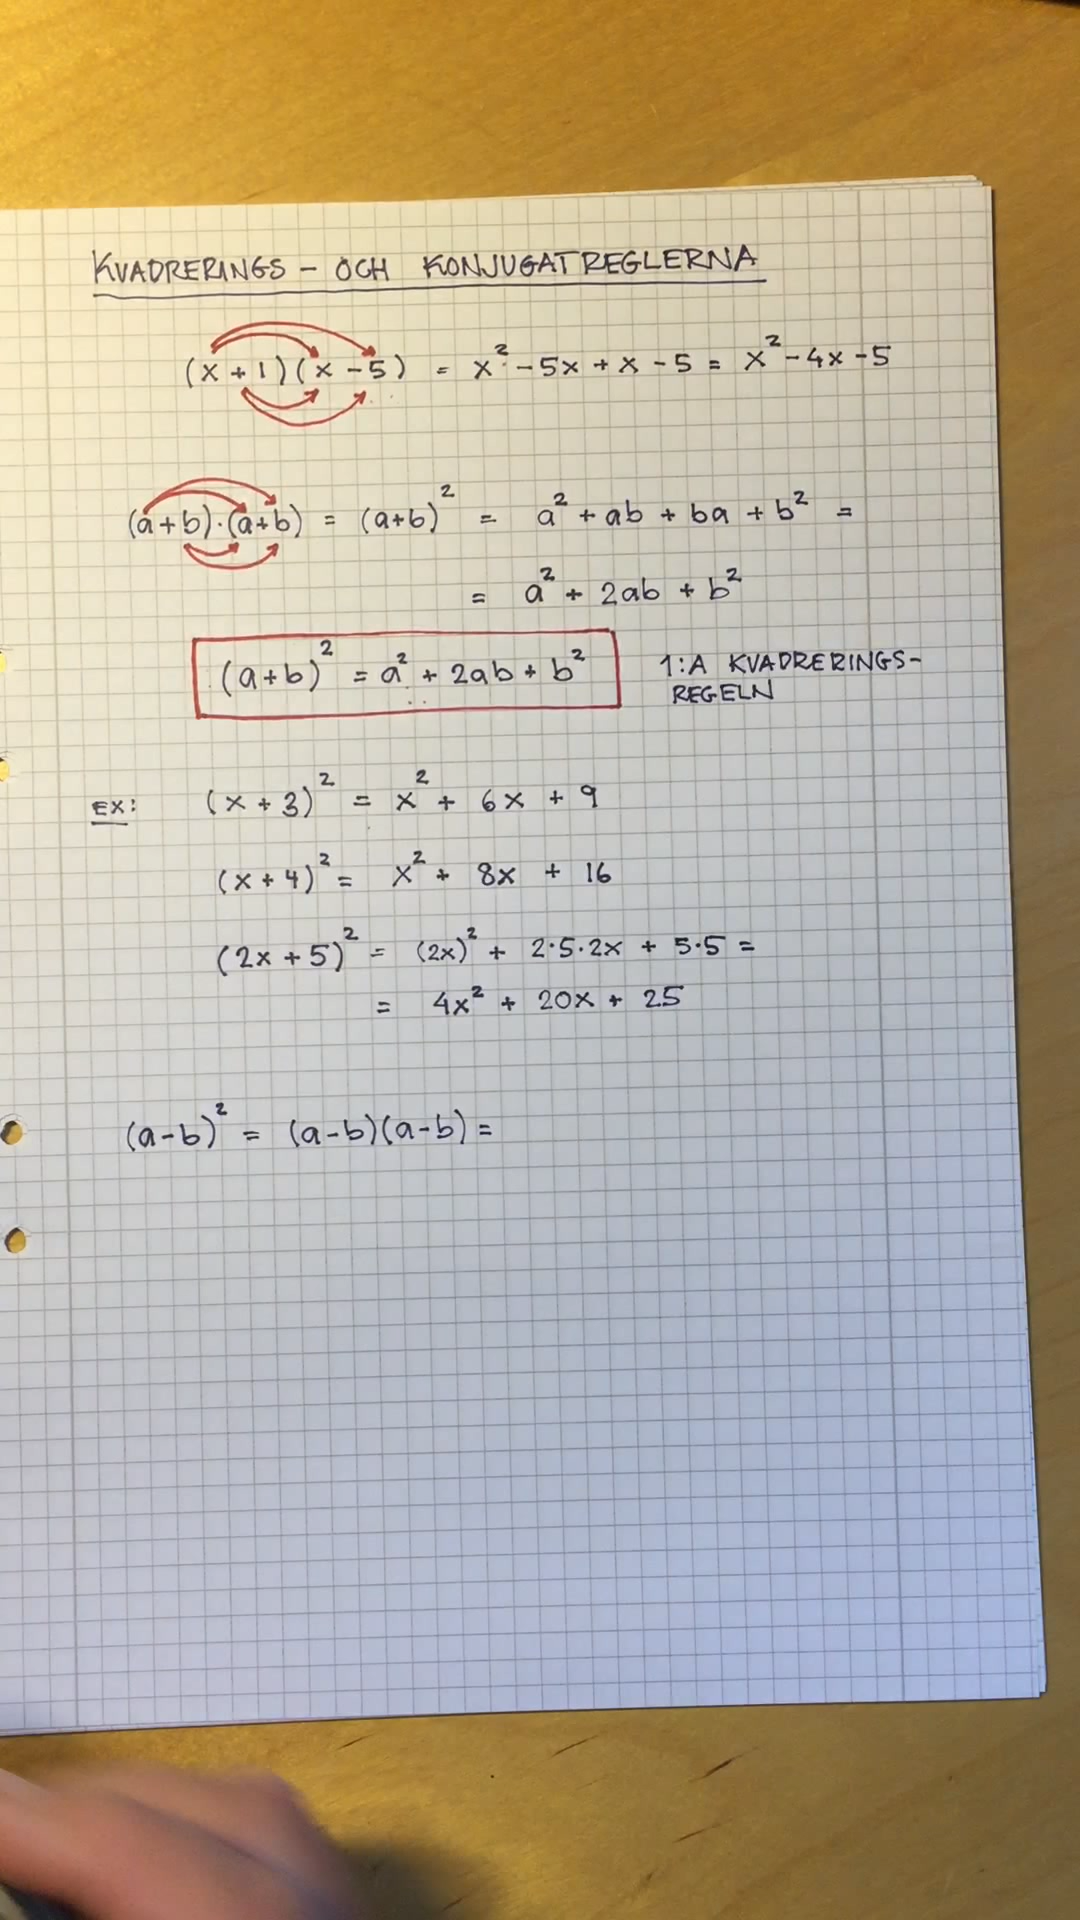 KVADRERINGS - OCH KONJUGATREGLERNA
(x + 1)(x - 5) = x² - 5x + x - 5 = x² - 4x - 5
(a + b) · (a + b) = (a+b)² = a² + ab + ba + b² =
= a² + 2ab + b²
(a+b)² = a² + 2ab + b² 1:A KVADRERINGS-
REGELN
EX: (x + 3)² = x² + 6x + 9
(x + 4)² = x² + 8x + 16
(2x + 5)² = (2x)² + 2·5·2x + 5·5 =
= 4x² + 20x + 25
(a-b)² = (a-b)(a-b) =